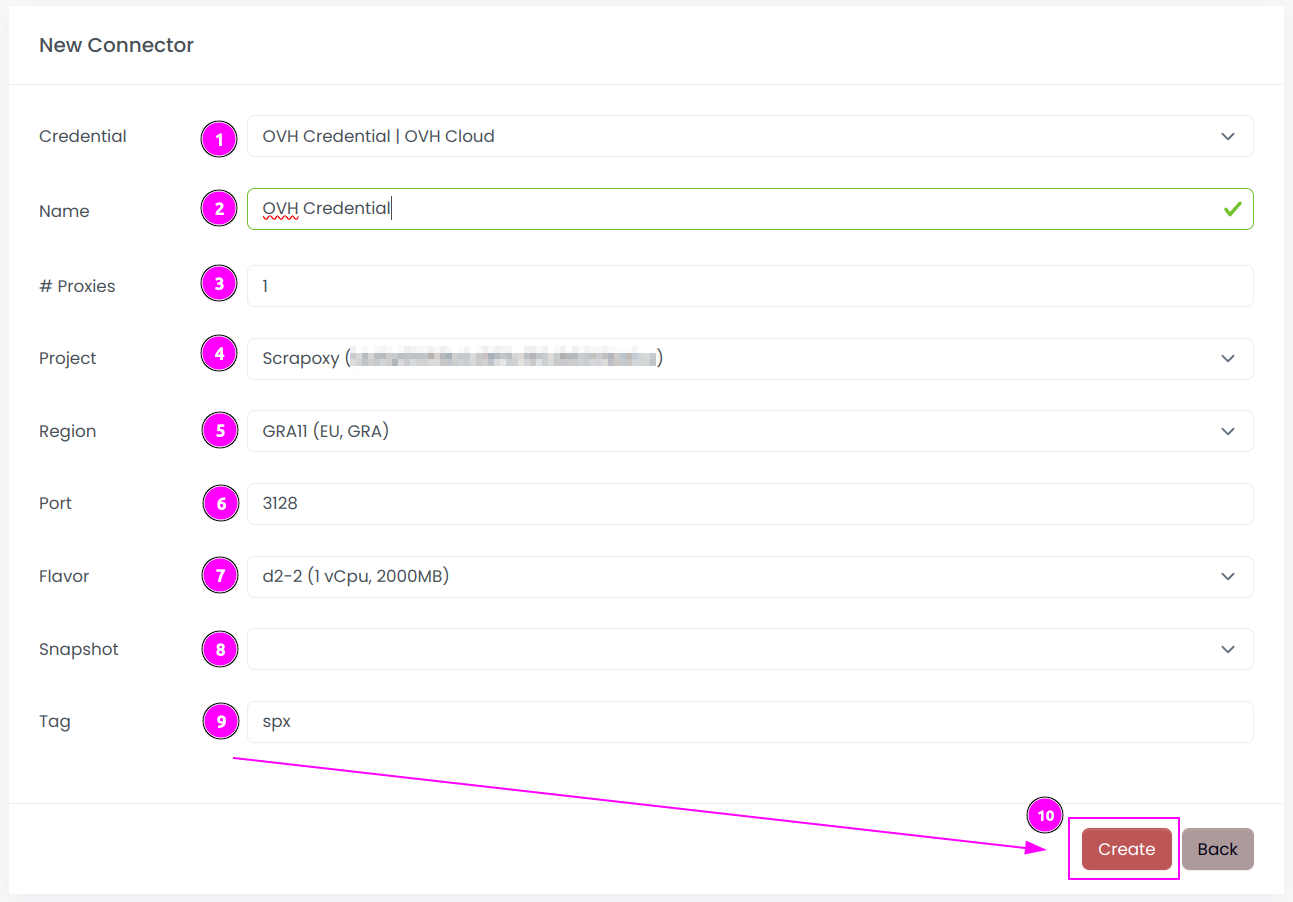 New Connector
Credential 1 OVH Credential | OVH Cloud
Name 2 OVH Credential
# Proxies 3 1
Project 4 Scrapoxy ( )
Region 5 GRA11 (EU, GRA)
Port 6 3128
Flavor 7 d2-2 (1 vCpu, 2000MB)
Snapshot 8
Tag 9 spx
10 Create Back